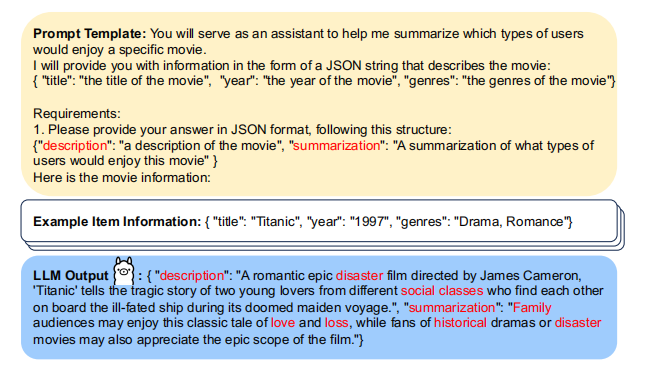 Prompt Template: You will serve as an assistant to help me summarize which types of users
would enjoy a specific movie.
I will provide you with information in the form of a JSON string that describes the movie:
{ "title": "the title of the movie",  "year": "the year of the movie", "genres": "the genres of the movie"}
Requirements:
1. Please provide your answer in JSON format, following this structure:
{"description": "a description of the movie", "summarization": "A summarization of what types of
users would enjoy this movie" }
Here is the movie information:
Example Item Information: { "title": "Titanic", "year": "1997", "genres": "Drama, Romance"}
LLM Output : { "description": "A romantic epic disaster film directed by James Cameron,
'Titanic' tells the tragic story of two young lovers from different social classes who find each other
on board the ill-fated ship during its doomed maiden voyage.", "summarization": "Family
audiences may enjoy this classic tale of love and loss, while fans of historical dramas or disaster
movies may also appreciate the epic scope of the film."}